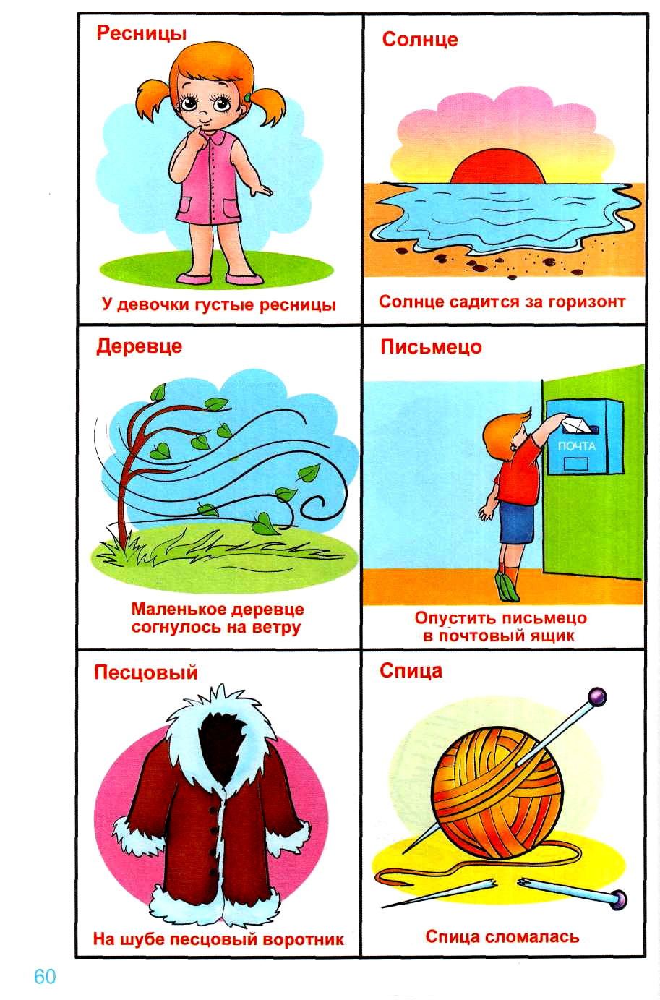 Ресницы
У девочки густые ресницы
Солнце
Солнце садится за горизонт
Деревце
Маленькое деревце
согнулось на ветру
Письмецо
ПОЧТА
Опустить письмецо
в почтовый ящик
Песцовый
На шубе песцовый воротник
Спица
Спица сломалась
60